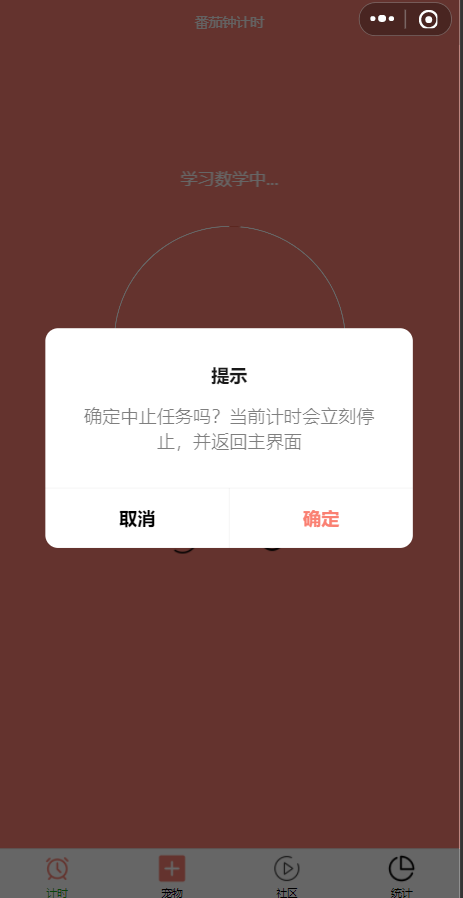 番茄钟计时
学习数学中...
提示
确定中止任务吗？当前计时会立刻停
止，并返回主界面
取消
确定
计时
宠物
社区
统计